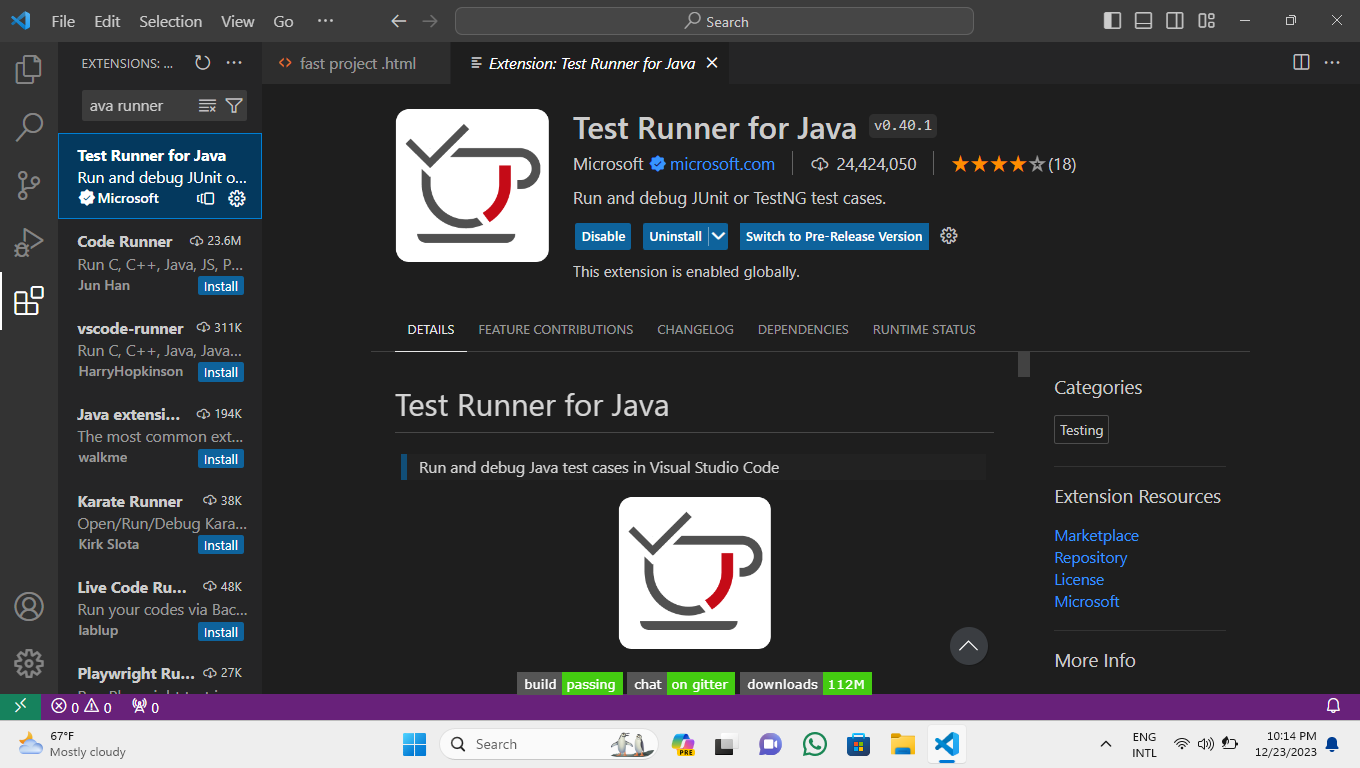 File Edit Selection View Go ···
Search
EXTENSIONS: ...
ava runner
Test Runner for Java
Run and debug JUnit o...
Microsoft
Code Runner 23.6M
Run C, C++, Java, JS, P...
Jun Han Install
vscode-runner 311K
Run C, C++, Java, Java...
HarryHopkinson Install
Java extensi... 194K
The most common ext...
walkme Install
Karate Runner 38K
Open/Run/Debug Kara...
Kirk Slota Install
Live Code Ru... 48K
Run your codes via Bac...
lablup Install
Playwright Ru... 27K
fast project .html
Extension: Test Runner for Java
Test Runner for Java v0.40.1
Microsoft microsoft.com 24,424,050 (18)
Run and debug JUnit or TestNG test cases.
Disable Uninstall Switch to Pre-Release Version
This extension is enabled globally.
DETAILS FEATURE CONTRIBUTIONS CHANGELOG DEPENDENCIES RUNTIME STATUS
Test Runner for Java
Run and debug Java test cases in Visual Studio Code
build passing chat on gitter downloads 112M
Categories
Testing
Extension Resources
Marketplace
Repository
License
Microsoft
More Info
0 0 0
67°F
Mostly cloudy
Search
PRE
ENG
INTL
10:14 PM
12/23/2023